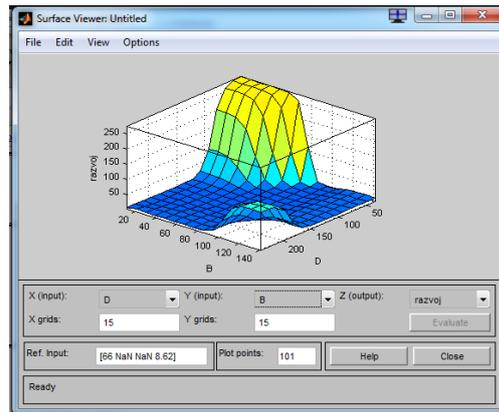 Surface Viewer: Untitled
File Edit View Options
250
200
150
100
50
razvoj
20 40 60 80 100 120 140
B
200 150 100 50
D
X (input): D Y (input): B Z (output): razvoj
X grids: 15 Y grids: 15 Evaluate
Ref. Input: [66 NaN NaN 8.62] Plot points: 101 Help Close
Ready